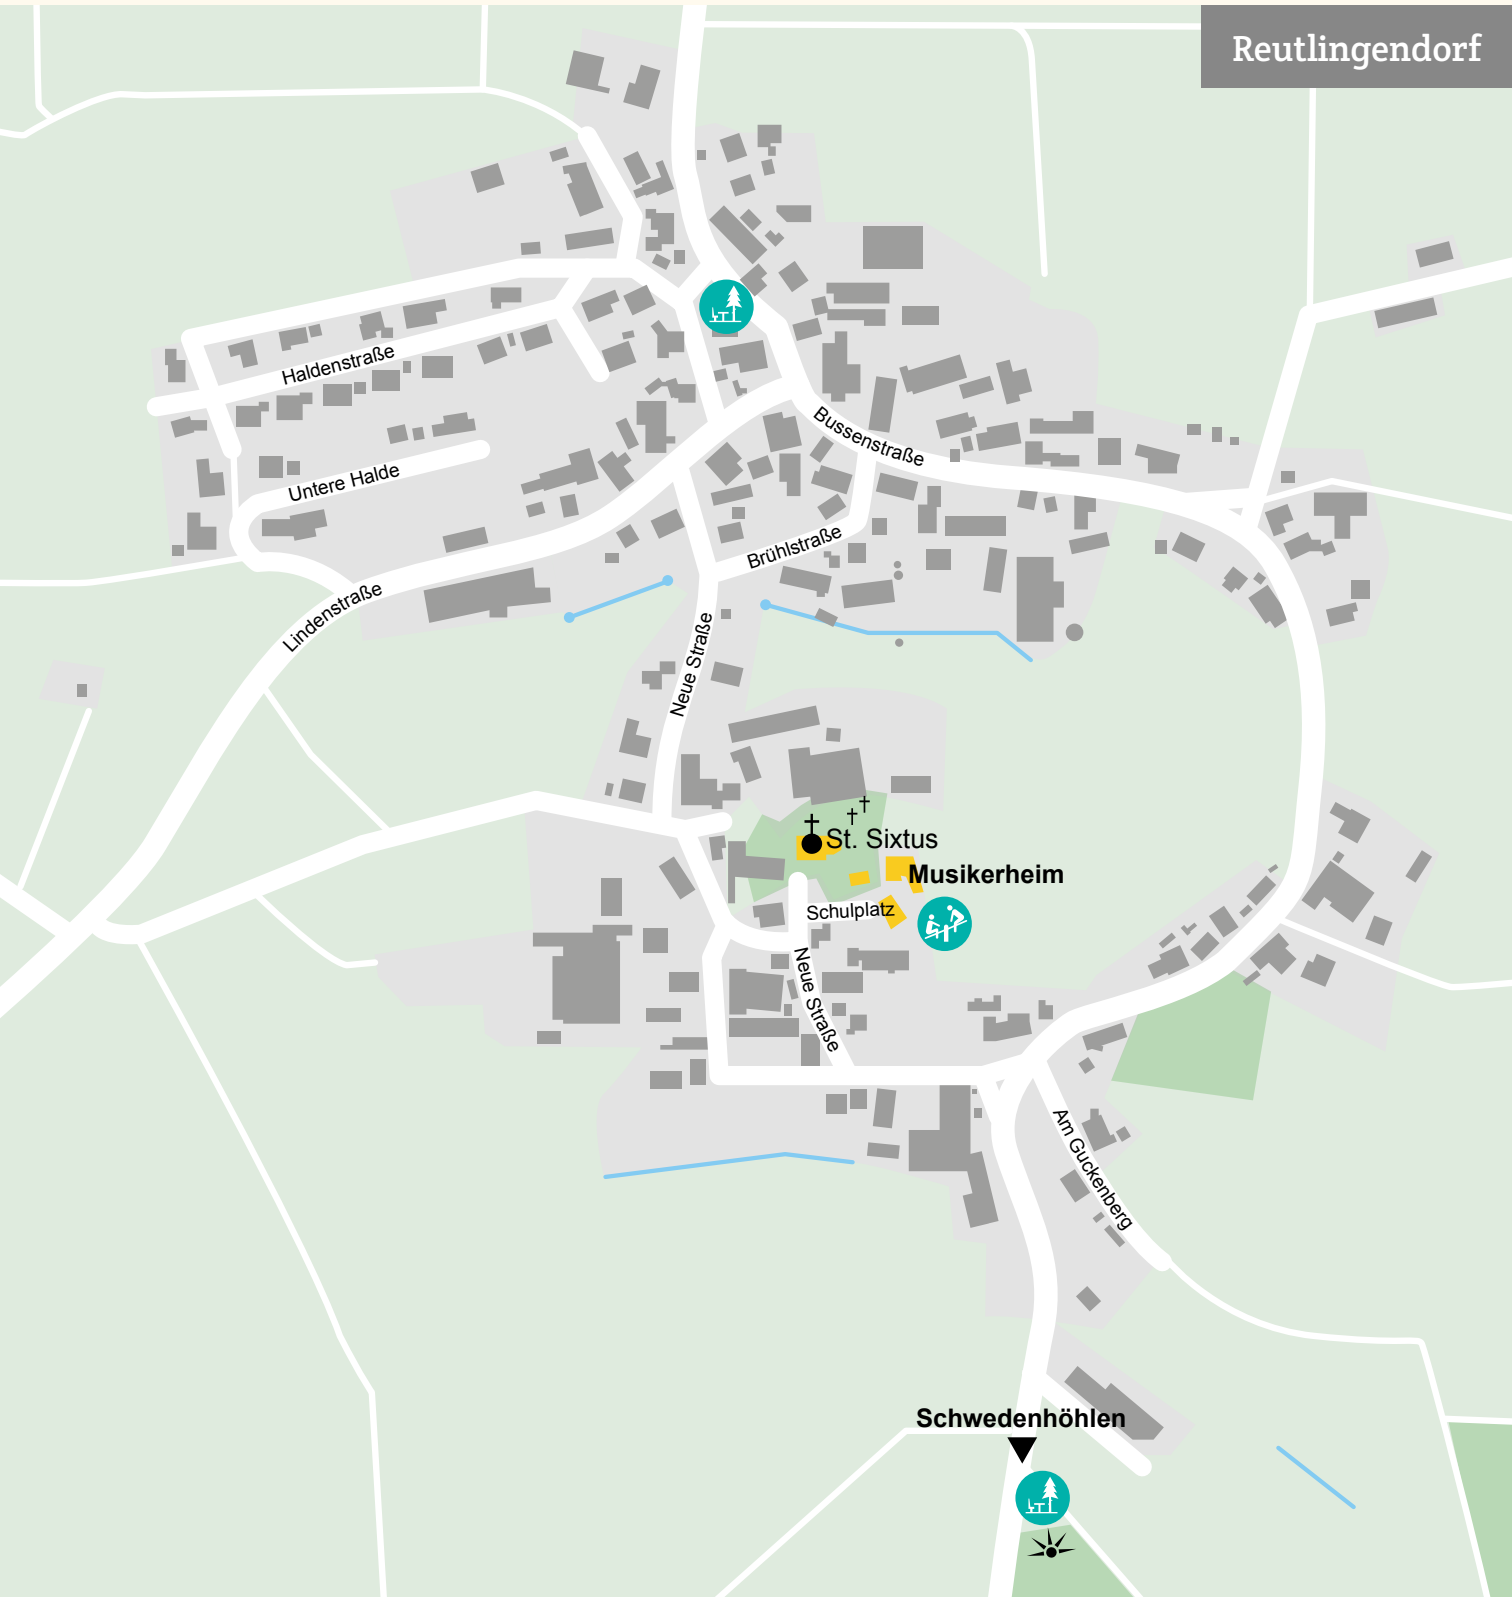 Reutlingendorf
Haldenstraße
Bussenstraße
Untere Halde
Brühlstraße
Lindenstraße
Neue Straße
St. Sixtus
Musikerheim
Schulplatz
Neue Straße
Am Guckenberg
Schwedenhöhlen